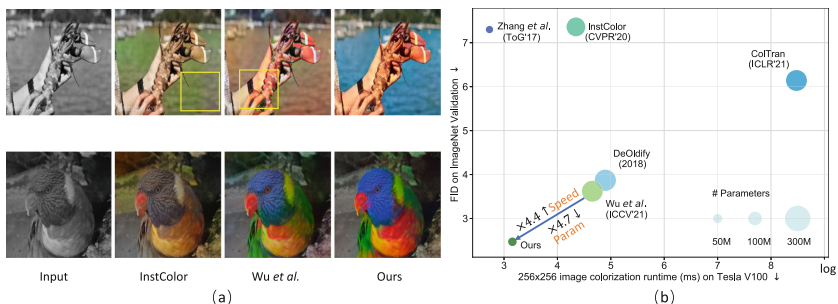 Input
InstColor
Wu et al.
Ours
(a)
FID on ImageNet Validation ↓
7
6
5
4
3
Zhang et al.
(ToG'17)
InstColor
(CVPR'20)
ColTran
(ICLR'21)
DeOldify
(2018)
Wu et al.
(ICCV'21)
×4.4↑Speed
×4.7↓
Param
Ours
# Parameters
50M
100M
300M
3
4
5
6
7
8
log
256x256 image colorization runtime (ms) on Tesla V100 ↓
(b)